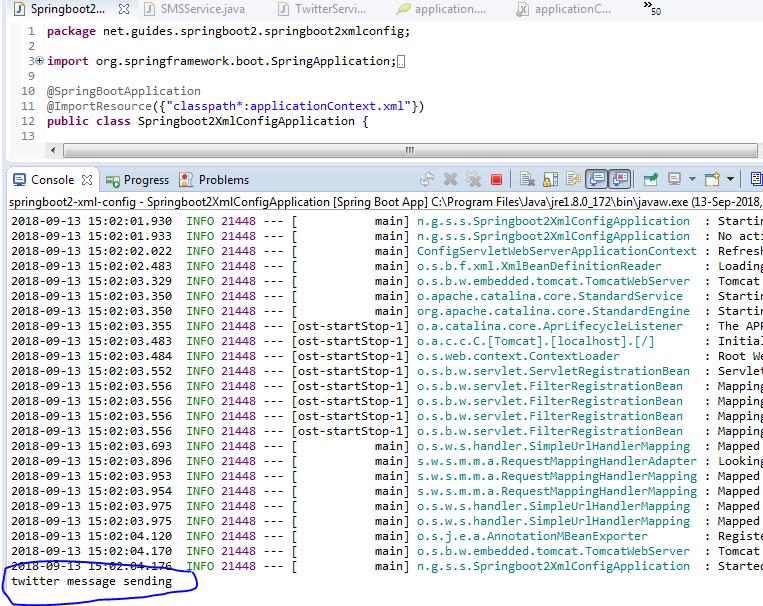 Springboot2...
SMSService.java
TwitterServi...
application....
applicationC...
»50
1 package net.guides.springboot2.springboot2xmlconfig;
2
3 import org.springframework.boot.SpringApplication;
9
10 @SpringBootApplication
11 @ImportResource({"classpath*:applicationContext.xml"})
12 public class Springboot2XmlConfigApplication {
13
Console Progress Problems
springboot2-xml-config - Springboot2XmlConfigApplication [Spring Boot App] C:\Program Files\Java\jre1.8.0_172\bin\javaw.exe (13-Sep-2018,
2018-09-13 15:02:01.930 INFO 21448 --- [ main] n.g.s.s.Springboot2XmlConfigApplication : Startin
2018-09-13 15:02:01.933 INFO 21448 --- [ main] n.g.s.s.Springboot2XmlConfigApplication : No acti
2018-09-13 15:02:02.022 INFO 21448 --- [ main] ConfigServletWebServerApplicationContext : Refresh
2018-09-13 15:02:02.483 INFO 21448 --- [ main] o.s.b.f.xml.XmlBeanDefinitionReader : Loading
2018-09-13 15:02:03.329 INFO 21448 --- [ main] o.s.b.w.embedded.tomcat.TomcatWebServer : Tomcat
2018-09-13 15:02:03.350 INFO 21448 --- [ main] o.apache.catalina.core.StandardService : Startin
2018-09-13 15:02:03.350 INFO 21448 --- [ main] org.apache.catalina.core.StandardEngine : Startin
2018-09-13 15:02:03.355 INFO 21448 --- [ost-startStop-1] o.a.catalina.core.AprLifecycleListener : The APR
2018-09-13 15:02:03.483 INFO 21448 --- [ost-startStop-1] o.a.c.c.C.[Tomcat].[localhost].[/] : Initial
2018-09-13 15:02:03.484 INFO 21448 --- [ost-startStop-1] o.s.web.context.ContextLoader : Root We
2018-09-13 15:02:03.552 INFO 21448 --- [ost-startStop-1] o.s.b.w.servlet.ServletRegistrationBean : Servlet
2018-09-13 15:02:03.556 INFO 21448 --- [ost-startStop-1] o.s.b.w.servlet.FilterRegistrationBean : Mapping
2018-09-13 15:02:03.556 INFO 21448 --- [ost-startStop-1] o.s.b.w.servlet.FilterRegistrationBean : Mapping
2018-09-13 15:02:03.556 INFO 21448 --- [ost-startStop-1] o.s.b.w.servlet.FilterRegistrationBean : Mapping
2018-09-13 15:02:03.556 INFO 21448 --- [ost-startStop-1] o.s.b.w.servlet.FilterRegistrationBean : Mapping
2018-09-13 15:02:03.693 INFO 21448 --- [ main] o.s.w.s.handler.SimpleUrlHandlerMapping : Mapped
2018-09-13 15:02:03.896 INFO 21448 --- [ main] s.w.s.m.m.a.RequestMappingHandlerAdapter : Looking
2018-09-13 15:02:03.953 INFO 21448 --- [ main] s.w.s.m.m.a.RequestMappingHandlerMapping : Mapped
2018-09-13 15:02:03.954 INFO 21448 --- [ main] s.w.s.m.m.a.RequestMappingHandlerMapping : Mapped
2018-09-13 15:02:03.975 INFO 21448 --- [ main] o.s.w.s.handler.SimpleUrlHandlerMapping : Mapped
2018-09-13 15:02:03.975 INFO 21448 --- [ main] o.s.w.s.handler.SimpleUrlHandlerMapping : Mapped
2018-09-13 15:02:04.120 INFO 21448 --- [ main] o.s.j.e.a.AnnotationMBeanExporter : Registe
2018-09-13 15:02:04.170 INFO 21448 --- [ main] o.s.b.w.embedded.tomcat.TomcatWebServer : Tomcat
2018-09-13 15:02:04.176 INFO 21448 --- [ main] n.g.s.s.Springboot2XmlConfigApplication : Started
twitter message sending